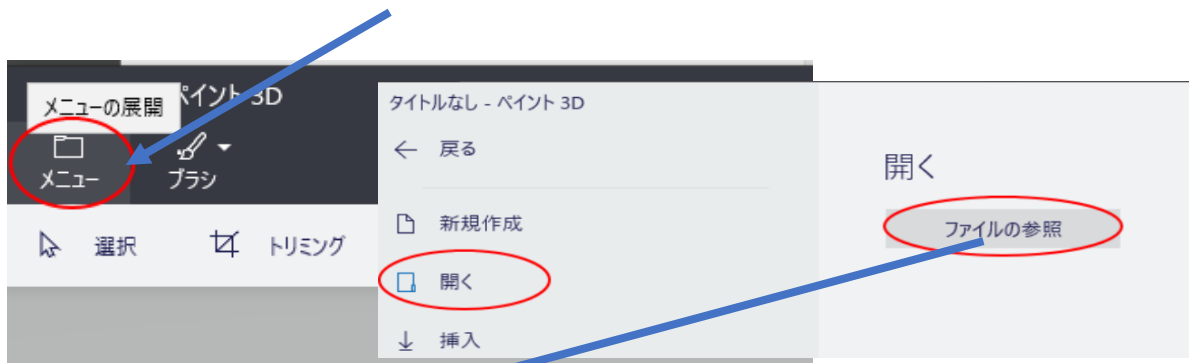 ペイント 3D
メニューの展開
メニュー
ブラシ
選択
トリミング
タイトルなし - ペイント 3D
戻る
新規作成
開く
挿入
開く
ファイルの参照